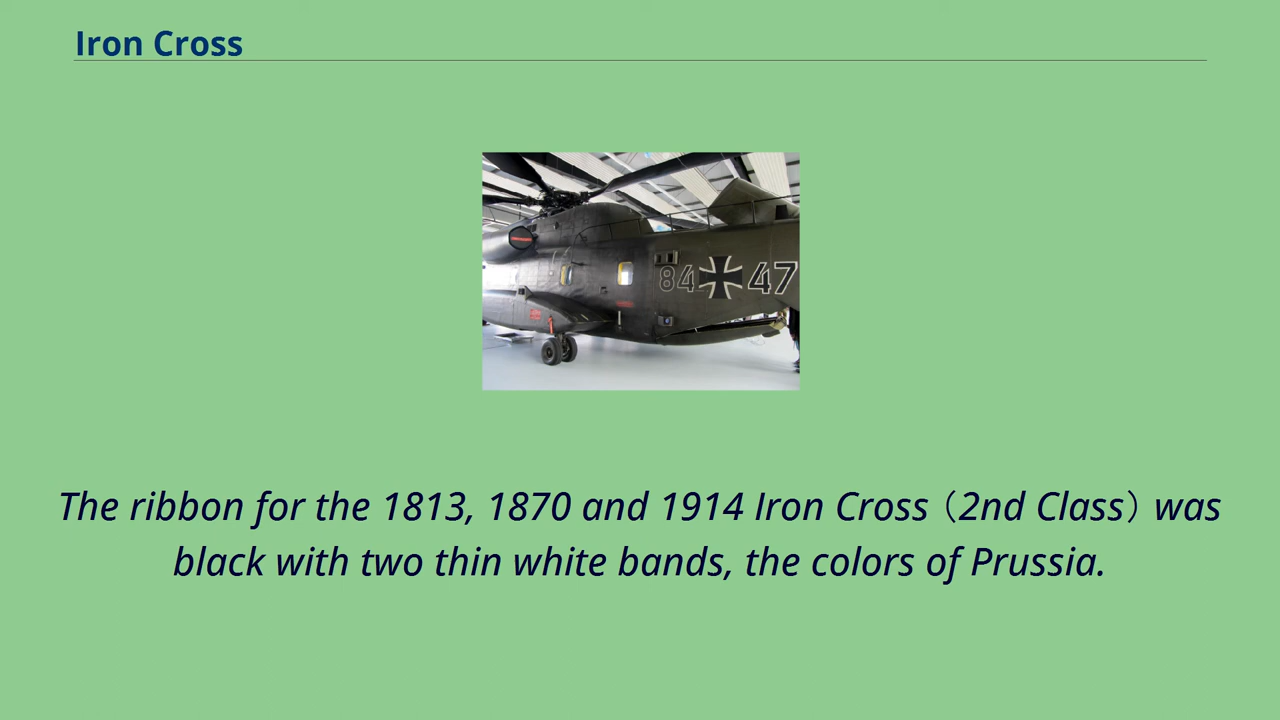 Iron Cross
84 47
The ribbon for the 1813, 1870 and 1914 Iron Cross（2nd Class）was
black with two thin white bands, the colors of Prussia.